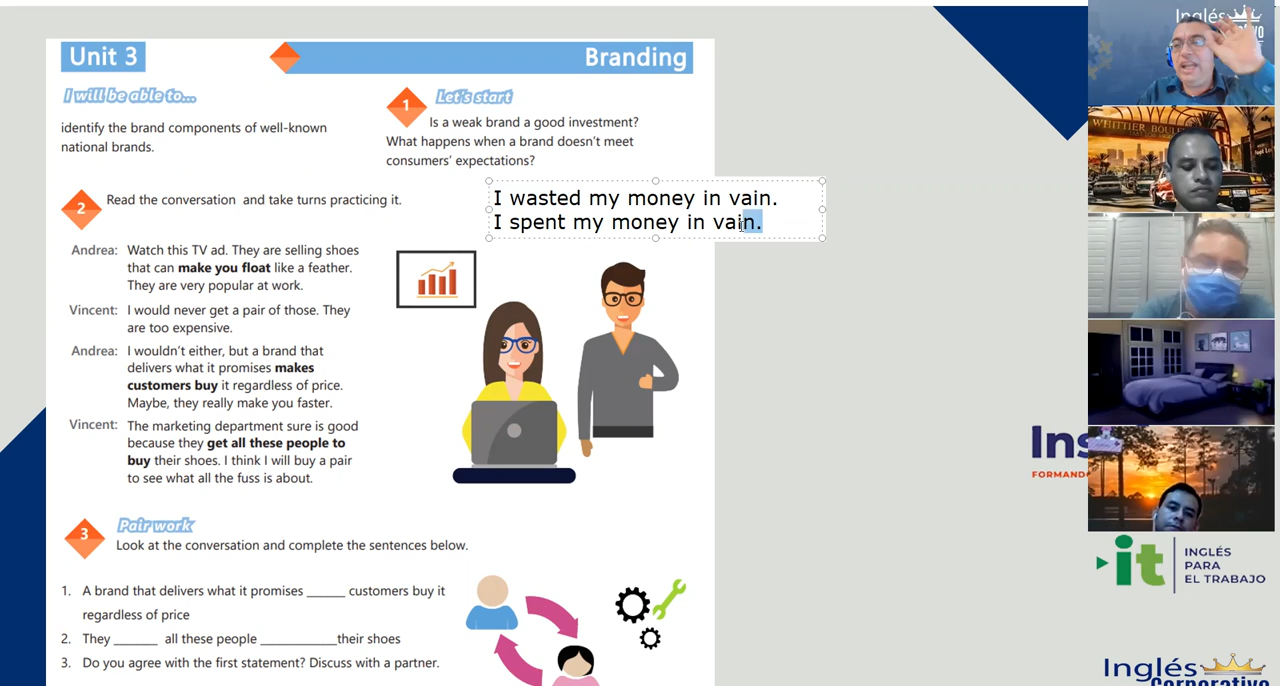 Unit 3
Branding
I will be able to...
identify the brand components of well-known
national brands.
1
Let's start
Is a weak brand a good investment?
What happens when a brand doesn't meet
consumers' expectations?
I wasted my money in vain.
I spent my money in vain.
2
Read the conversation and take turns practicing it.
Andrea: Watch this TV ad. They are selling shoes
that can make you float like a feather.
They are very popular at work.
Vincent: I would never get a pair of those. They
are too expensive.
Andrea: I wouldn't either, but a brand that
delivers what it promises makes
customers buy it regardless of price.
Maybe, they really make you faster.
Vincent: The marketing department sure is good
because they get all these people to
buy their shoes. I think I will buy a pair
to see what all the fuss is about.
3
Pair work
Look at the conversation and complete the sentences below.
1. A brand that delivers what it promises ______ customers buy it
regardless of price
2. They _______ all these people ____________their shoes
3. Do you agree with the first statement? Discuss with a partner.
Inglés
WHITTIER BOUL
it
INGLÉS
PARA
EL TRABAJO
Inglés
Corporativo